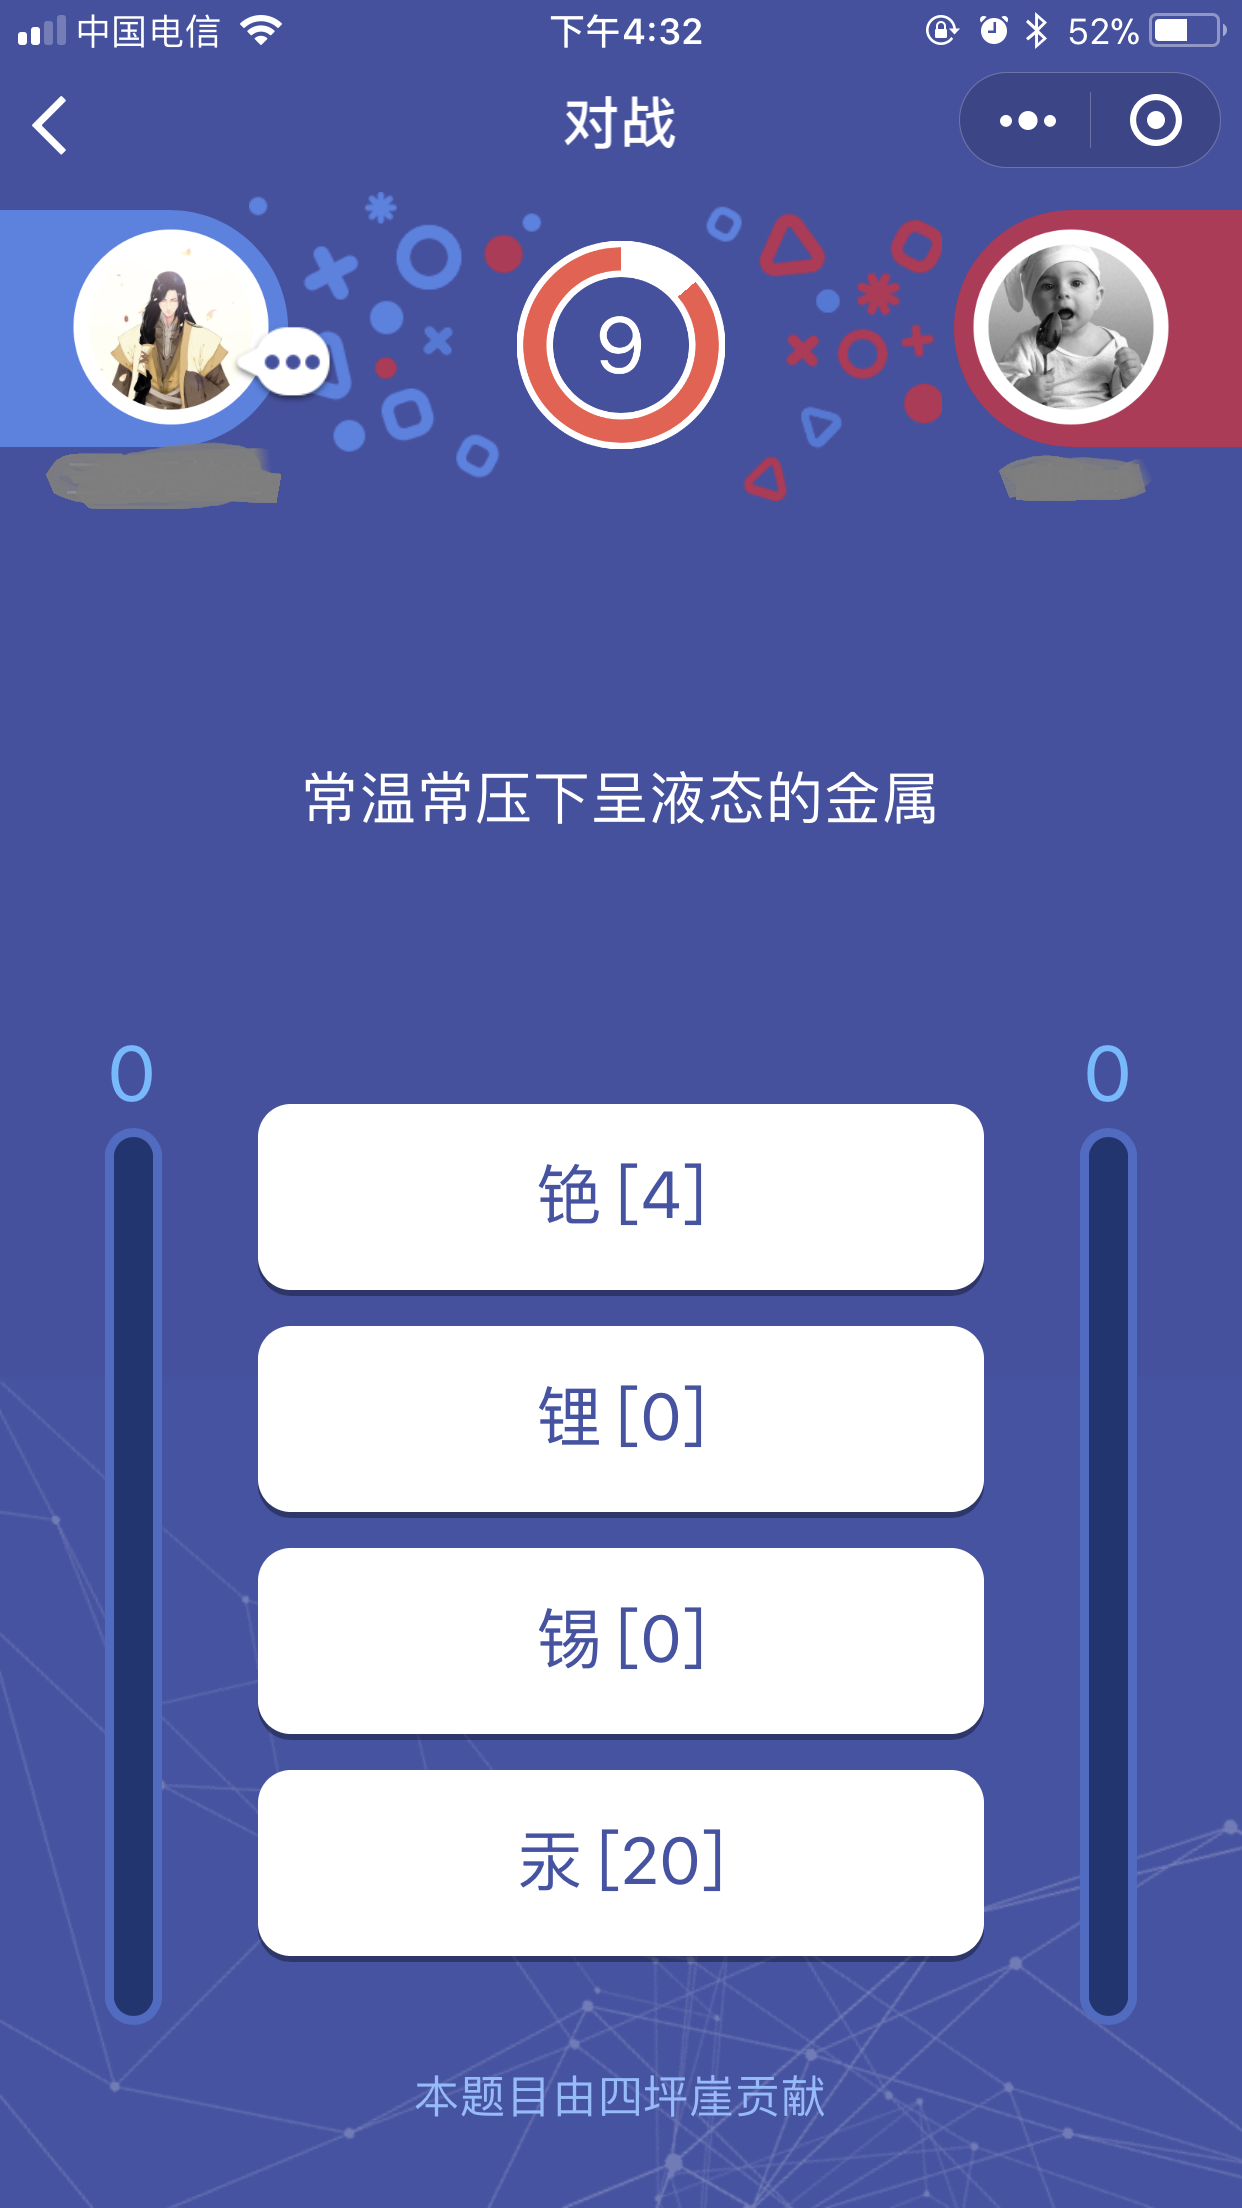 中国电信 下午4:32 52%
对战
9
常温常压下呈液态的金属
0 0
铯 [4]
锂 [0]
锡 [0]
汞 [20]
本题目由四坪崖贡献